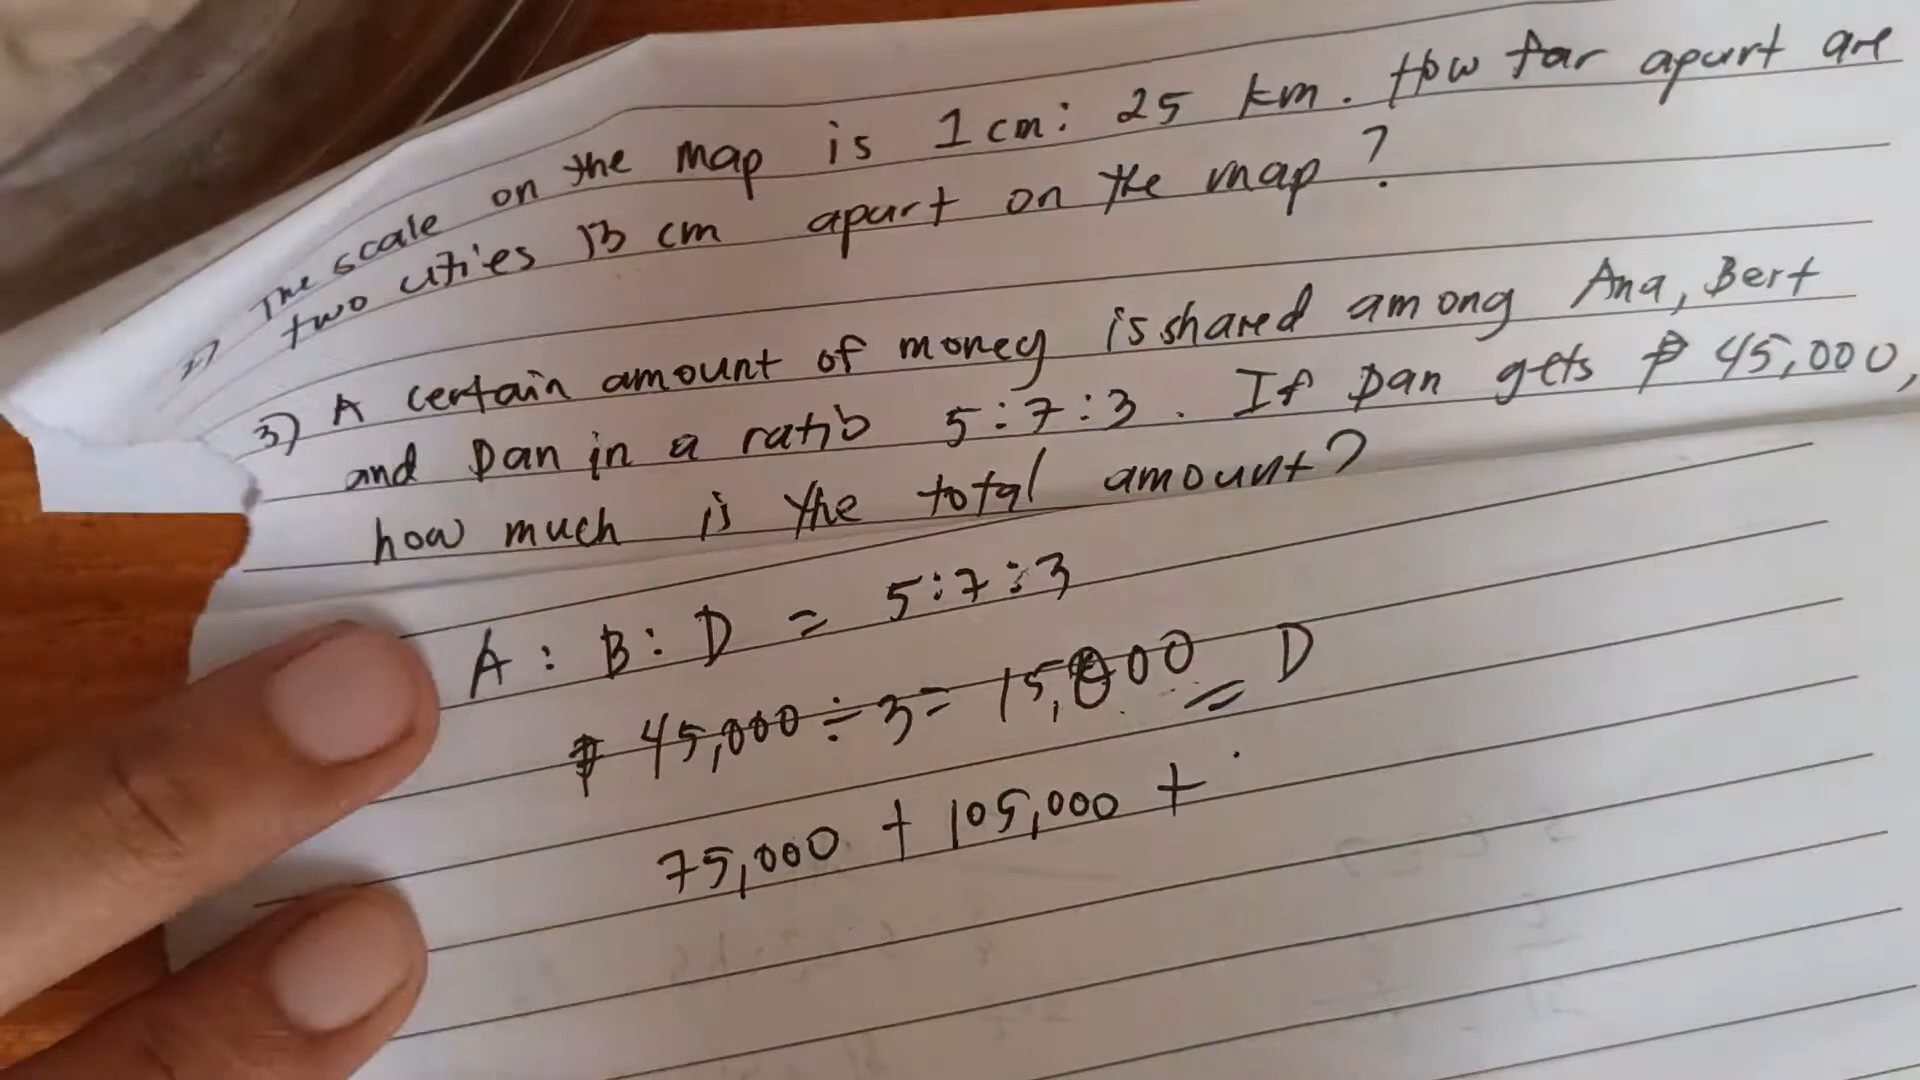 2) The scale on the map is 1 cm : 25 km. How far apart are
two cities 13 cm apart on the map?
3) A certain amount of money is shared among Ana, Bert
and Dan in a ratio 5:7:3. If Dan gets ₱ 45,000,
how much is the total amount?
A : B : D = 5:7:3
₱ 45,000 ÷ 3 = 15,000 = D
75,000 + 105,000 +